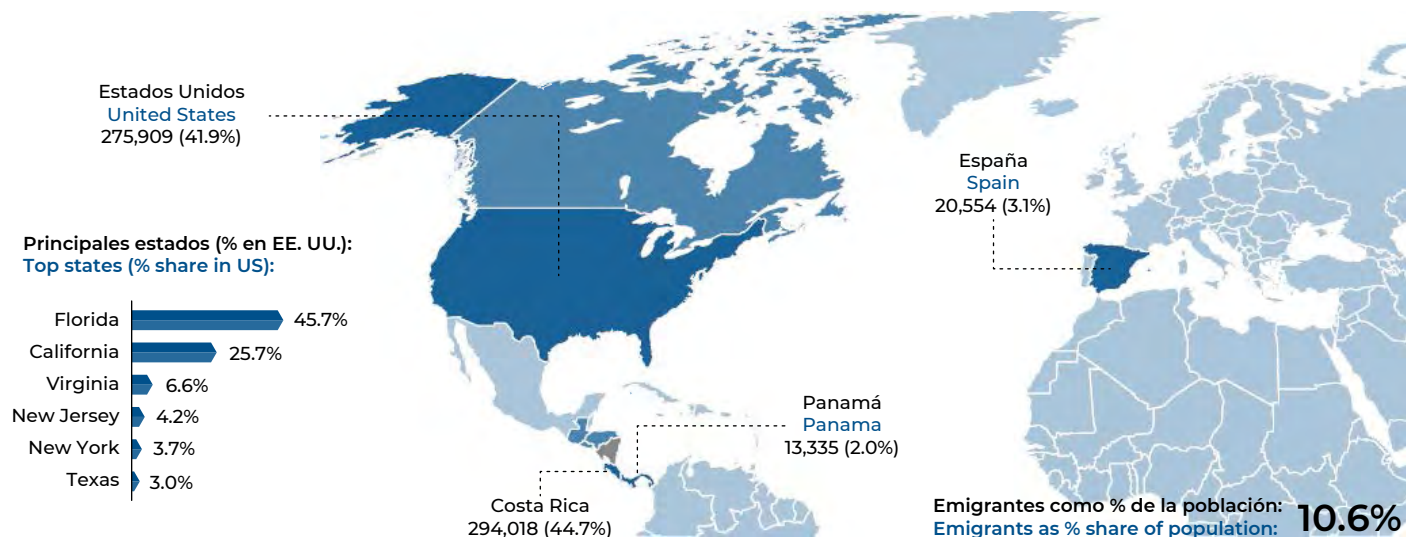 Estados Unidos
United States
275,909 (41.9%)
España
Spain
20,554 (3.1%)
Principales estados (% en EE. UU.):
Top states (% share in US):
Florida 45.7%
California 25.7%
Virginia 6.6%
New Jersey 4.2%
New York 3.7%
Texas 3.0%
Panamá
Panama
13,335 (2.0%)
Costa Rica
294,018 (44.7%)
Emigrantes como % de la población:
Emigrants as % share of population:
10.6%